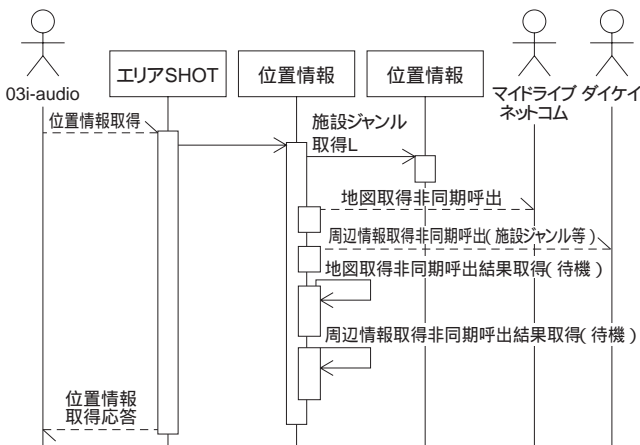 エリアSHOT
位置情報
位置情報
03i-audio
マイドライブ
ネットコム
ダイケイ
位置情報取得
施設ジャンル
取得L
地図取得非同期呼出
周辺情報取得非同期呼出(施設ジャンル等)
地図取得非同期呼出結果取得(待機)
周辺情報取得非同期呼出結果取得(待機)
位置情報
取得応答